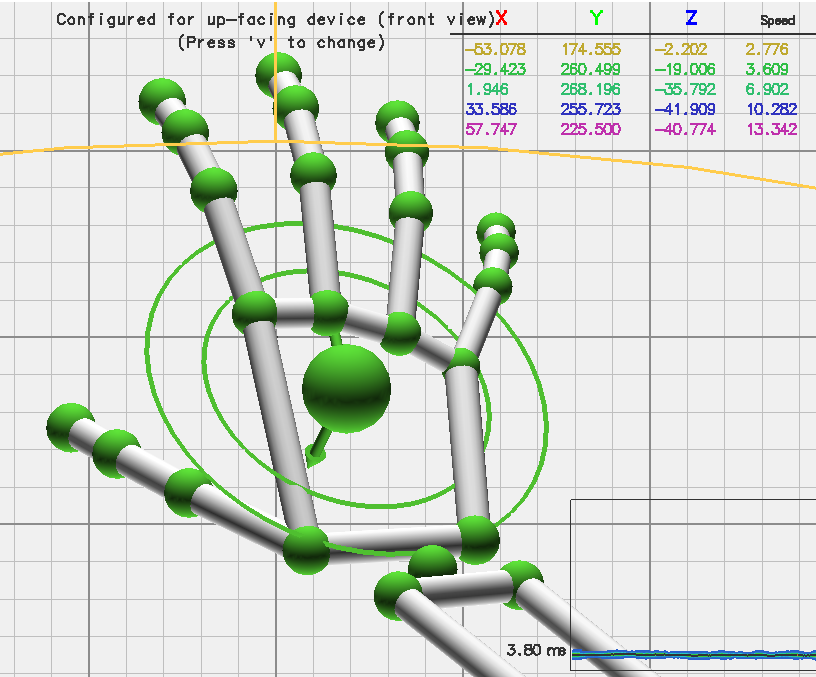 Configured for up-facing device (front view)
(Press 'v' to change)
X Y Z Speed
-53.078 174.555 -2.202 2.776
-29.423 260.499 -19.006 3.609
1.946 268.196 -35.792 6.902
33.586 255.723 -41.909 10.282
57.747 225.500 -40.774 13.342
3.80 ms